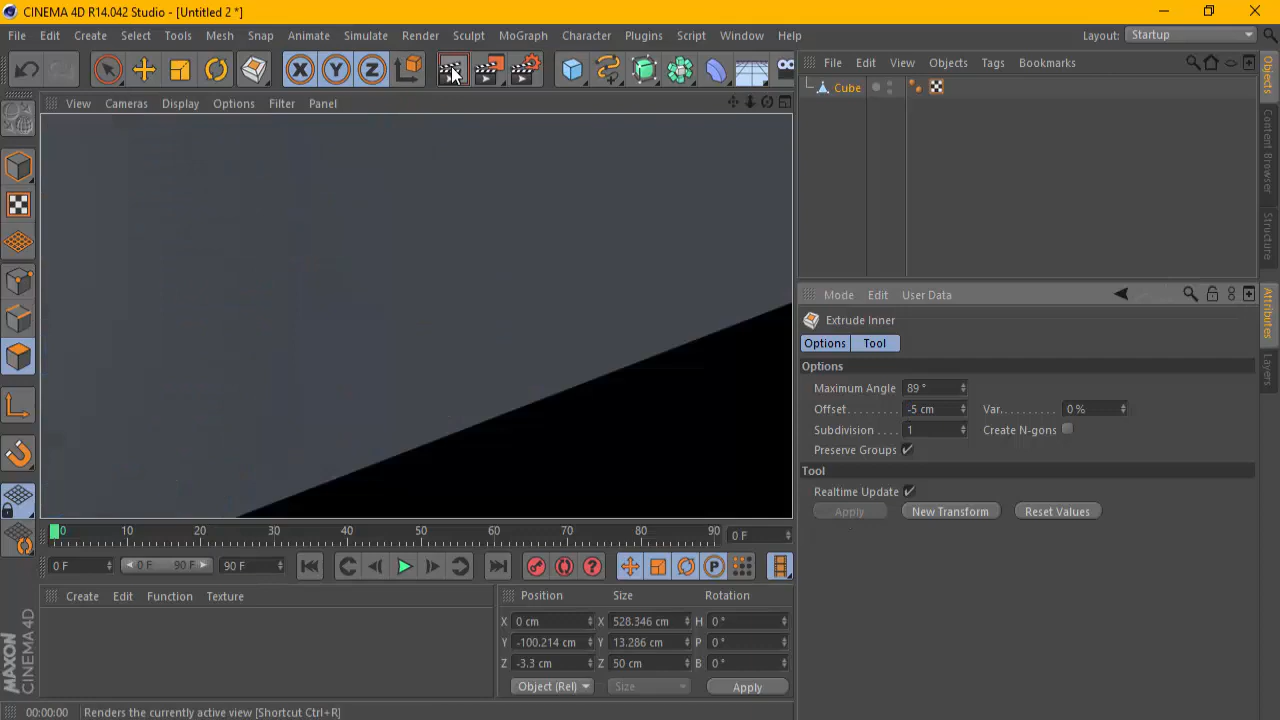 CINEMA 4D R14.042 Studio - [Untitled 2 *]
File Edit Create Select Tools Mesh Snap Animate Simulate Render Sculpt MoGraph Character Plugins Script Window Help Layout: Startup
X Y Z
File Edit View Objects Tags Bookmarks
Cube
View Cameras Display Options Filter Panel
Objects
Content Browser
Structure
Mode Edit User Data
Extrude Inner
Options Tool
Options
Maximum Angle 89 °
Offset -5 cm Var. 0 %
Subdivision 1 Create N-gons
Preserve Groups
Tool
Realtime Update
Apply New Transform Reset Values
Attributes
Layers
0 10 20 30 40 50 60 70 80 90 0 F
0 F 0 F 90 F 90 F
P
Create Edit Function Texture
Position Size Rotation
X 0 cm X 528.346 cm H 0 °
Y -100.214 cm Y 13.286 cm P 0 °
Z -3.3 cm Z 50 cm B 0 °
Object (Rel) Size Apply
MAXON
CINEMA 4D
00:00:00 Renders the currently active view [Shortcut Ctrl+R]